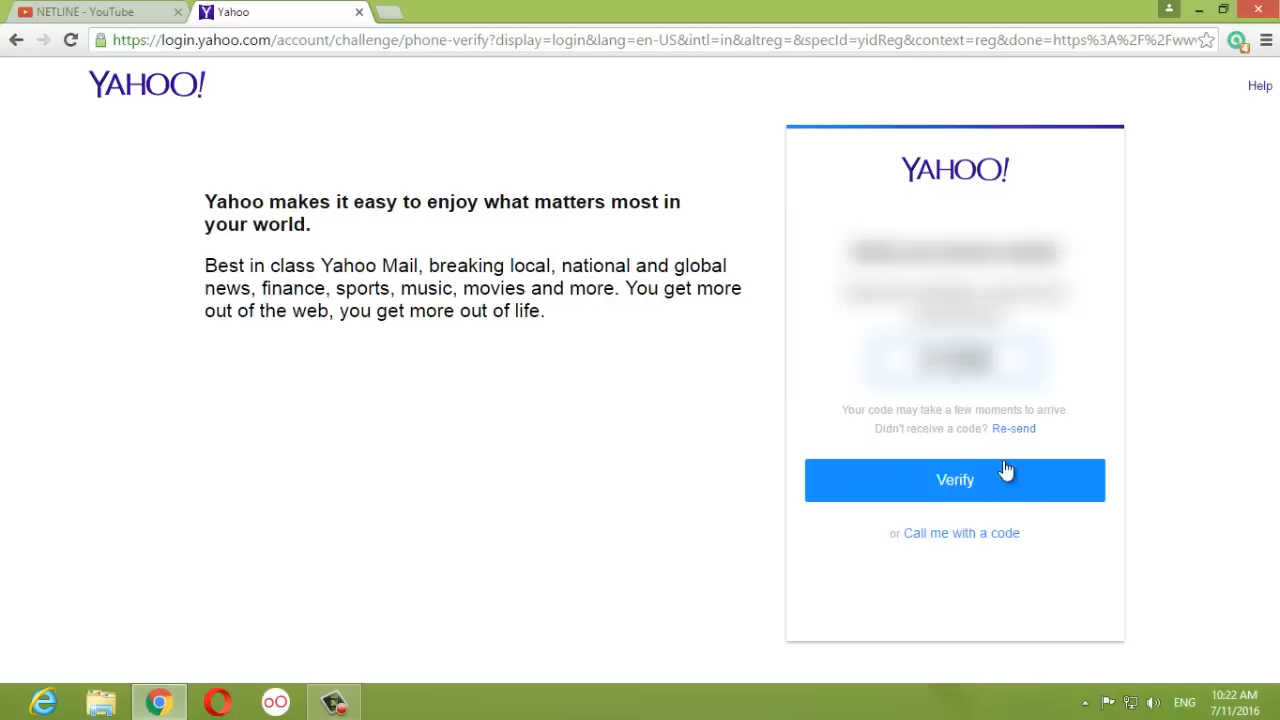 NETLINE - YouTube
Yahoo
https://login.yahoo.com/account/challenge/phone-verify?display=login&lang=en-US&intl=in&altreg=&specId=yidReg&context=reg&done=https%3A%2F%2Fww
YAHOO!
Help
YAHOO!
Yahoo makes it easy to enjoy what matters most in
your world.
Best in class Yahoo Mail, breaking local, national and global
news, finance, sports, music, movies and more. You get more
out of the web, you get more out of life.
Your code may take a few moments to arrive.
Didn't receive a code? Re-send
Verify
or Call me with a code
ENG
10:22 AM
7/11/2016